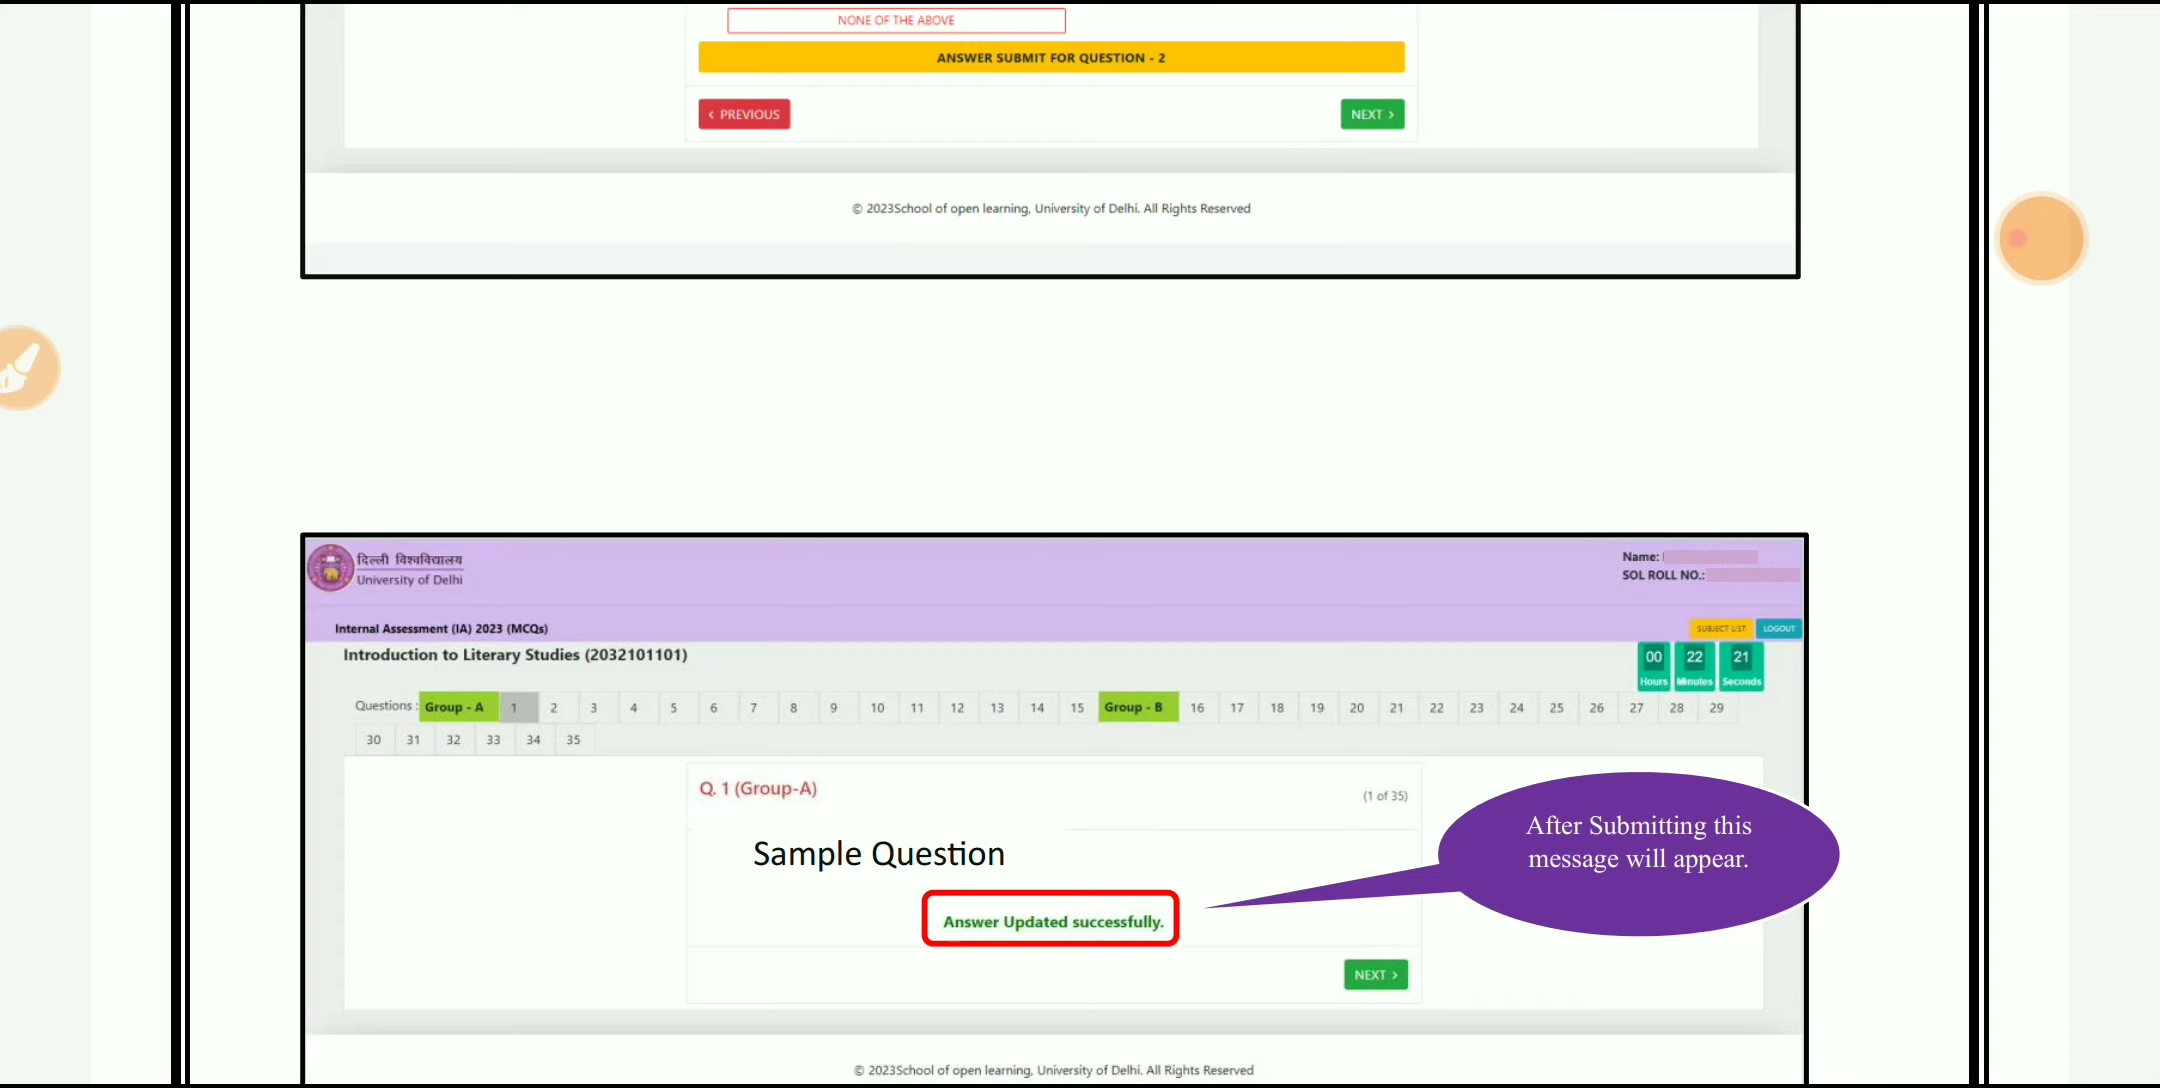 NONE OF THE ABOVE
ANSWER SUBMIT FOR QUESTION - 2
< PREVIOUS
NEXT >
© 2023School of open learning, University of Delhi. All Rights Reserved
दिल्ली विश्वविद्यालय
University of Delhi
Name:
SOL ROLL NO.:
Internal Assessment (IA) 2023 (MCQs)
SUBJECT LIST
LOGOUT
Introduction to Literary Studies (2032101101)
00 22 21
Hours Minutes Seconds
Questions : Group - A 1 2 3 4 5 6 7 8 9 10 11 12 13 14 15 Group - B 16 17 18 19 20 21 22 23 24 25 26 27 28 29
30 31 32 33 34 35
Q. 1 (Group-A)
(1 of 35)
Sample Question
After Submitting this
message will appear.
Answer Updated successfully.
NEXT >
© 2023School of open learning, University of Delhi. All Rights Reserved